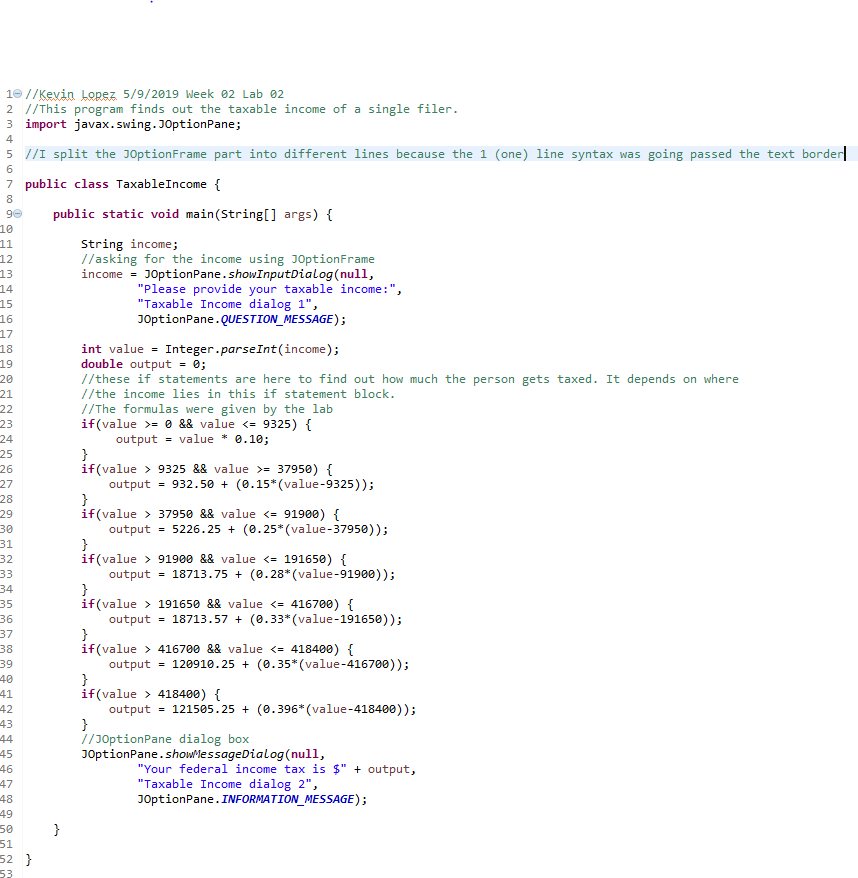 1 //Kevin Lopez 5/9/2019 Week 02 Lab 02
2 //This program finds out the taxable income of a single filer.
3 import javax.swing.JOptionPane;
4
5 //I split the JOptionFrame part into different lines because the 1 (one) line syntax was going passed the text border
6
7 public class TaxableIncome {
8
9     public static void main(String[] args) {
10
11         String income;
12         //asking for the income using JOptionFrame
13         income = JOptionPane.showInputDialog(null,
14                 "Please provide your taxable income:",
15                 "Taxable Income dialog 1",
16                 JOptionPane.QUESTION_MESSAGE);
17
18         int value = Integer.parseInt(income);
19         double output = 0;
20         //these if statements are here to find out how much the person gets taxed. It depends on where
21         //the income lies in this if statement block.
22         //The formulas were given by the lab
23         if(value >= 0 && value <= 9325) {
24              output = value * 0.10;
25         }
26         if(value > 9325 && value >= 37950) {
27             output = 932.50 + (0.15*(value-9325));
28         }
29         if(value > 37950 && value <= 91900) {
30             output = 5226.25 + (0.25*(value-37950));
31         }
32         if(value > 91900 && value <= 191650) {
33             output = 18713.75 + (0.28*(value-91900));
34         }
35         if(value > 191650 && value <= 416700) {
36             output = 18713.57 + (0.33*(value-191650));
37         }
38         if(value > 416700 && value <= 418400) {
39             output = 120910.25 + (0.35*(value-416700));
40         }
41         if(value > 418400) {
42             output = 121505.25 + (0.396*(value-418400));
43         }
44         //JOptionPane dialog box
45         JOptionPane.showMessageDialog(null,
46                 "Your federal income tax is $" + output,
47                 "Taxable Income dialog 2",
48                 JOptionPane.INFORMATION_MESSAGE);
49
50     }
51
52 }
53